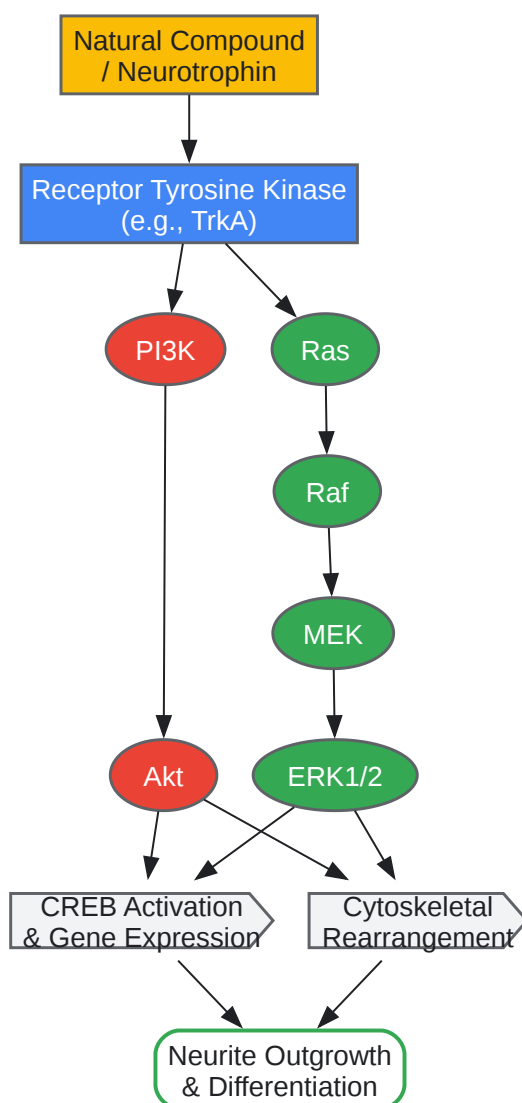 Natural Compound
/ Neurotrophin
Receptor Tyrosine Kinase
(e.g., TrkA)
PI3K
Ras
Raf
MEK
Akt
ERK1/2
CREB Activation
& Gene Expression
Cytoskeletal
Rearrangement
Neurite Outgrowth
& Differentiation